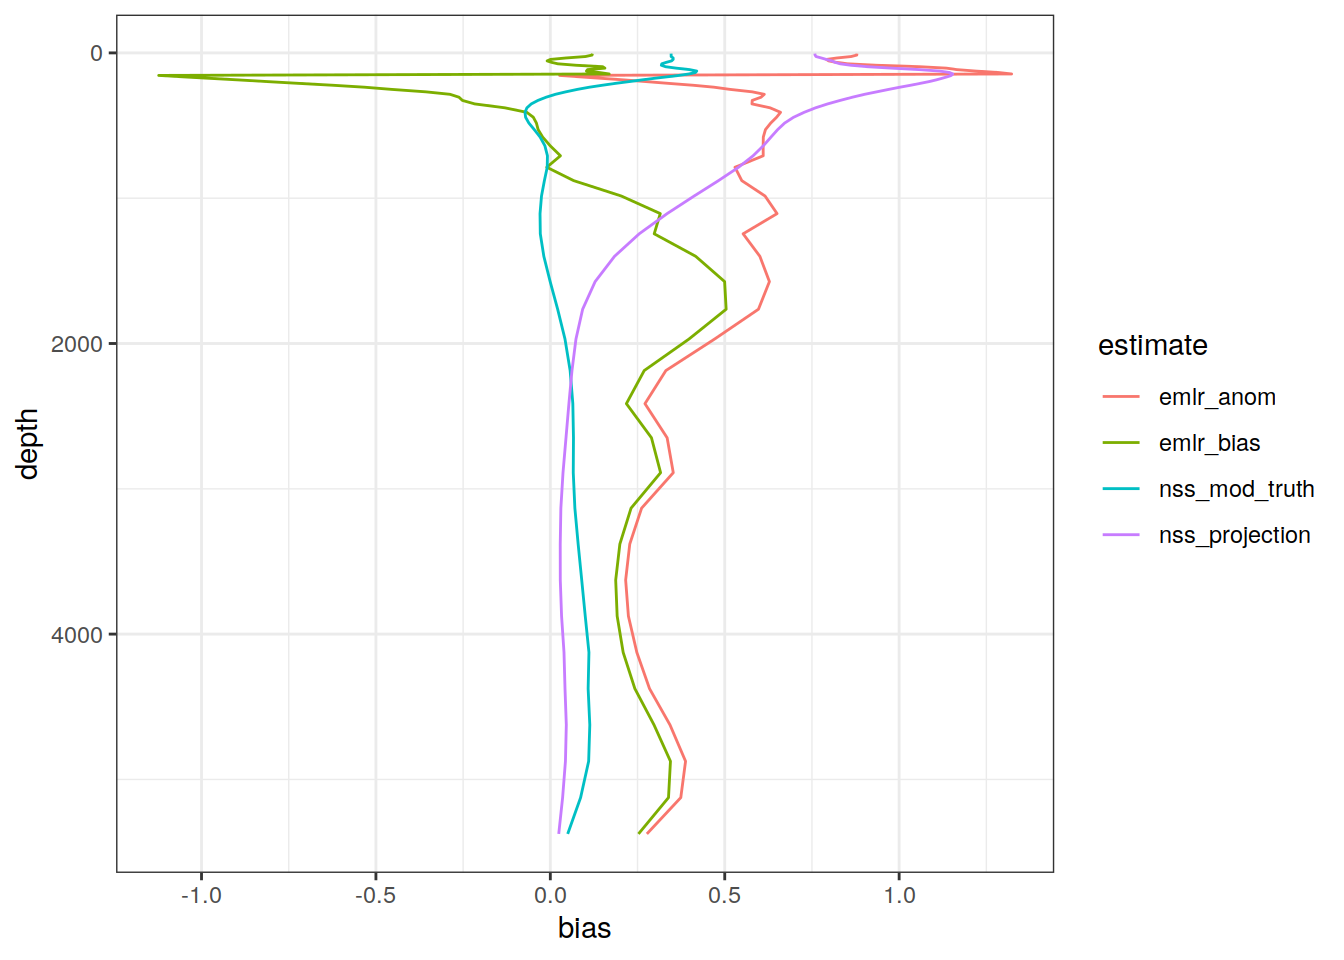 0
2000
4000
depth
-1.0
-0.5
0.0
0.5
1.0
bias
estimate
emlr_anom
emlr_bias
nss_mod_truth
nss_projection